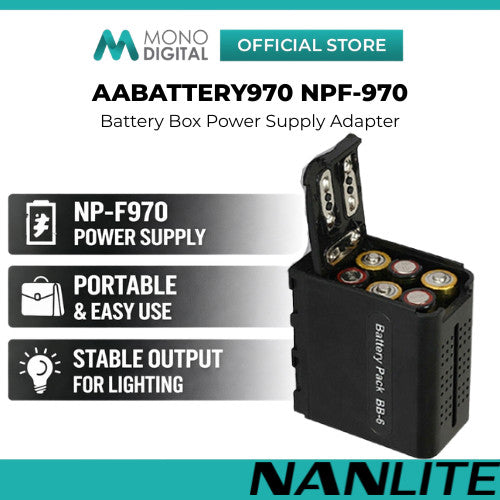 MONO
DIGITAL
OFFICIAL STORE
AABATTERY970 NPF-970
Battery Box Power Supply Adapter
NP-F970
POWER SUPPLY
PORTABLE
& EASY USE
STABLE OUTPUT
FOR LIGHTING
Battery Pack BB-6
NANLITE